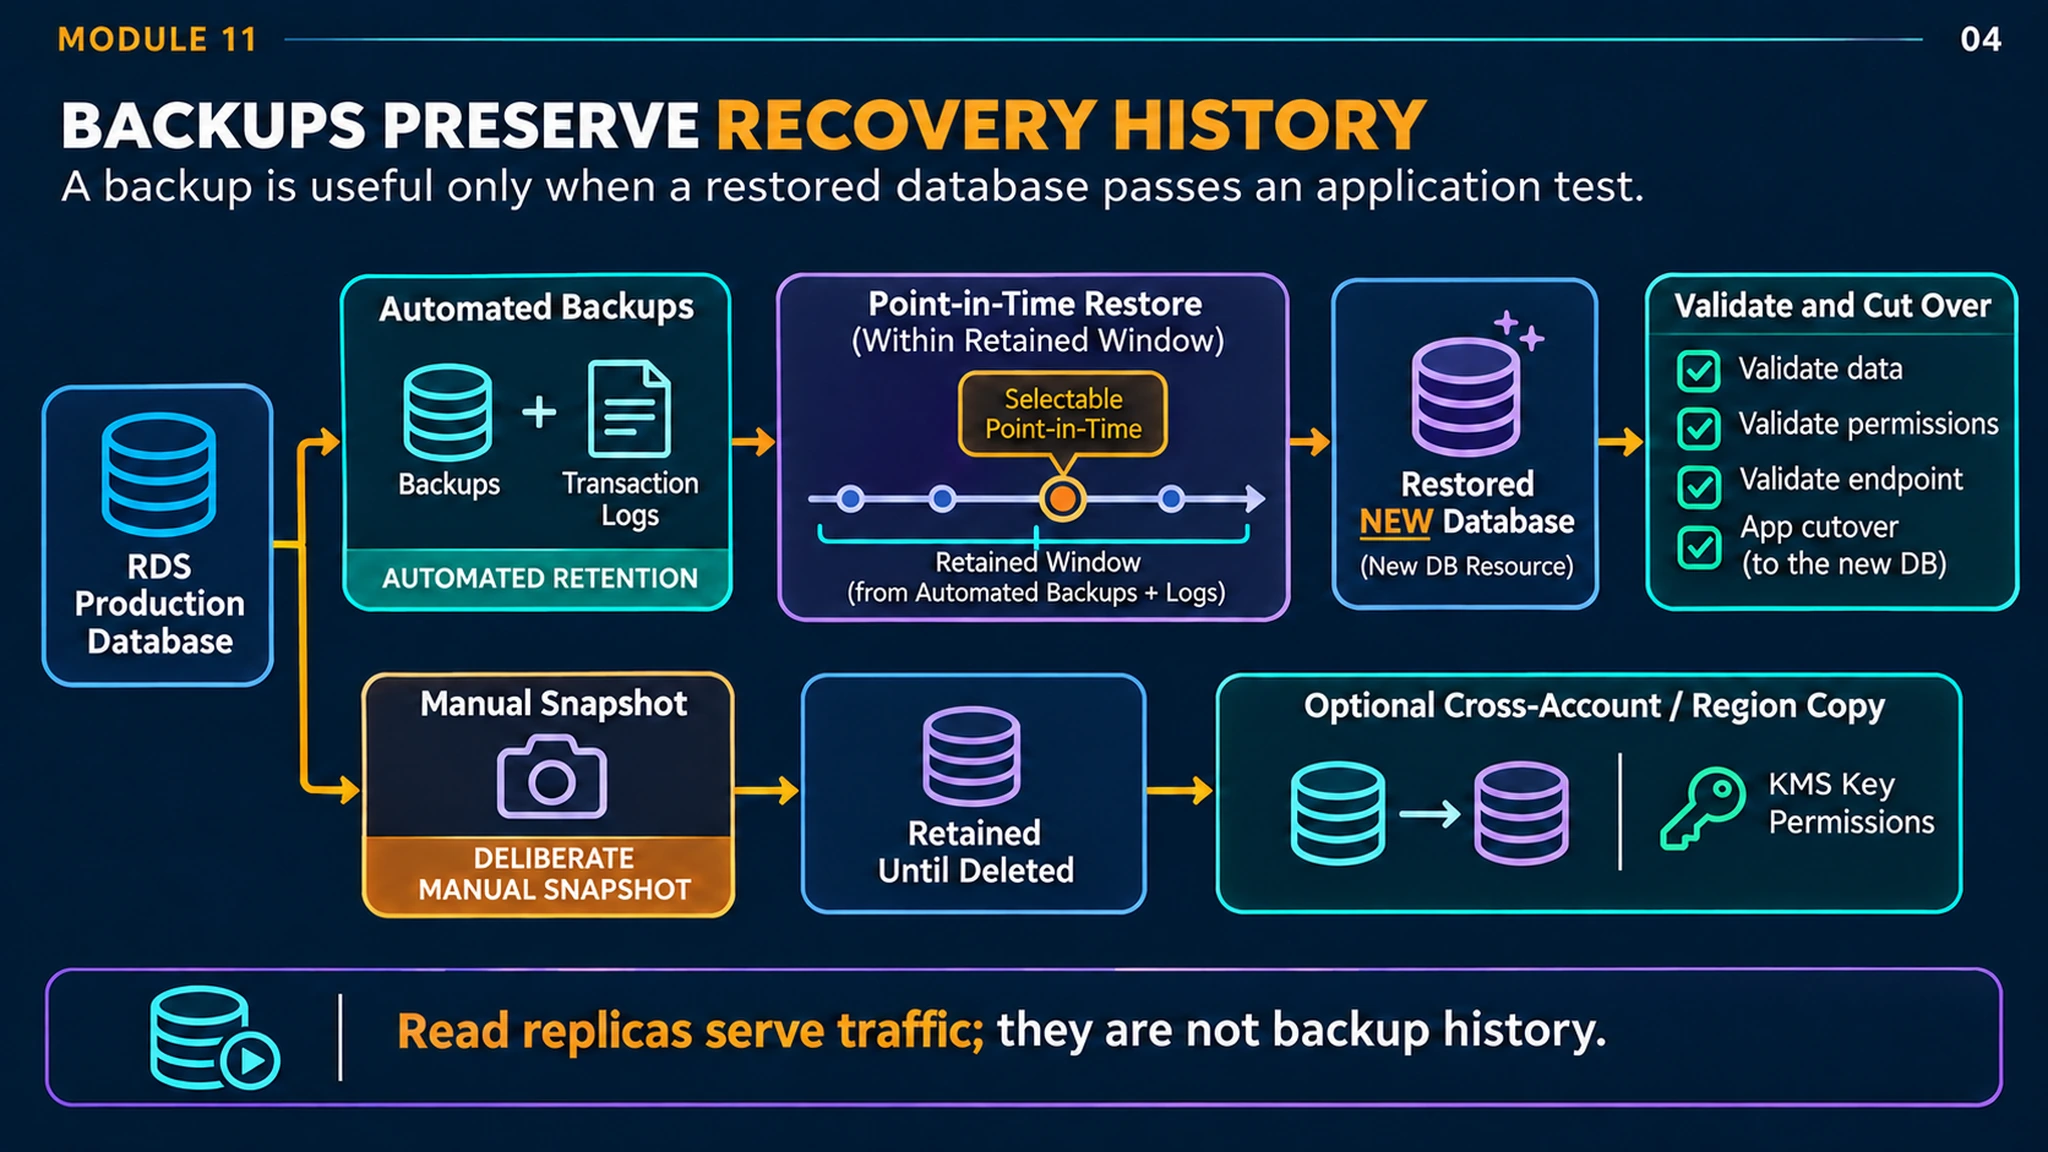 MODULE 11
04
BACKUPS PRESERVE RECOVERY HISTORY
A backup is useful only when a restored database passes an application test.
RDS
Production
Database
Automated Backups
Backups
+
Transaction
Logs
AUTOMATED RETENTION
Point-in-Time Restore
(Within Retained Window)
Selectable
Point-in-Time
Retained Window
(from Automated Backups + Logs)
Restored
NEW Database
(New DB Resource)
Validate and Cut Over
Validate data
Validate permissions
Validate endpoint
App cutover
(to the new DB)
Manual Snapshot
DELIBERATE
MANUAL SNAPSHOT
Retained
Until Deleted
Optional Cross-Account / Region Copy
KMS Key
Permissions
Read replicas serve traffic; they are not backup history.